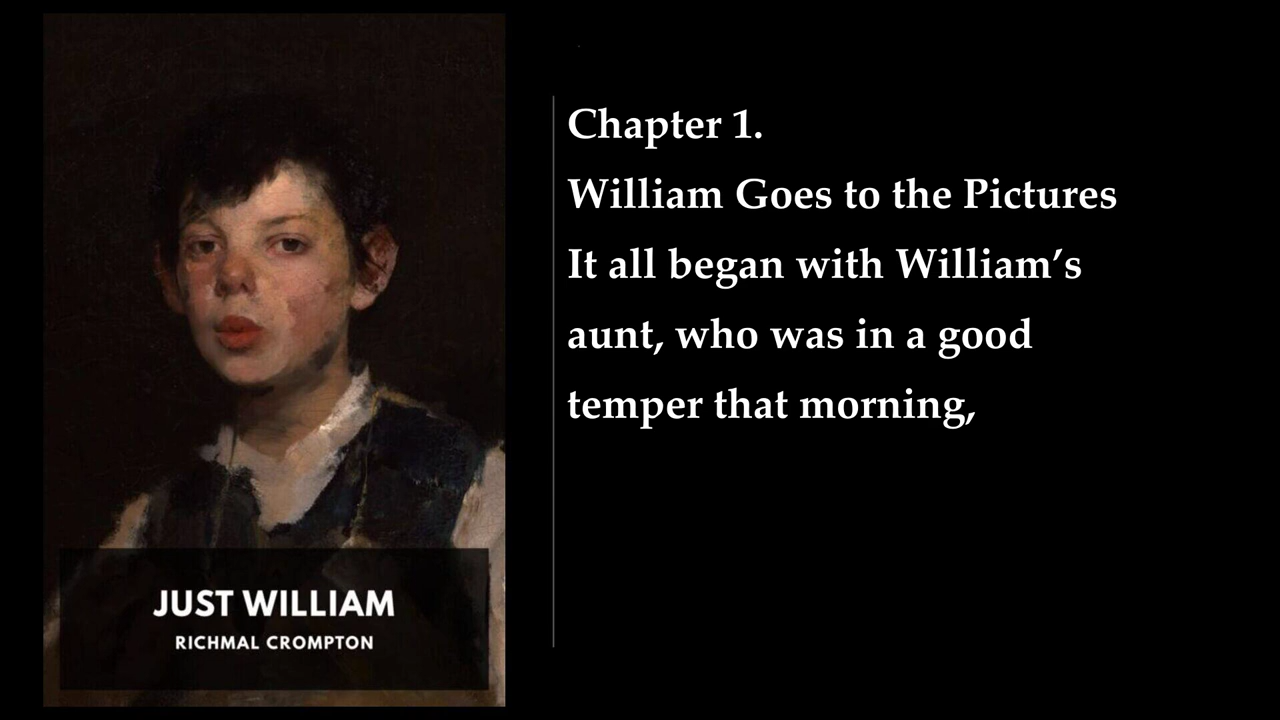 JUST WILLIAM
RICHMAL CROMPTON
Chapter 1.
William Goes to the Pictures
It all began with William’s
aunt, who was in a good
temper that morning,